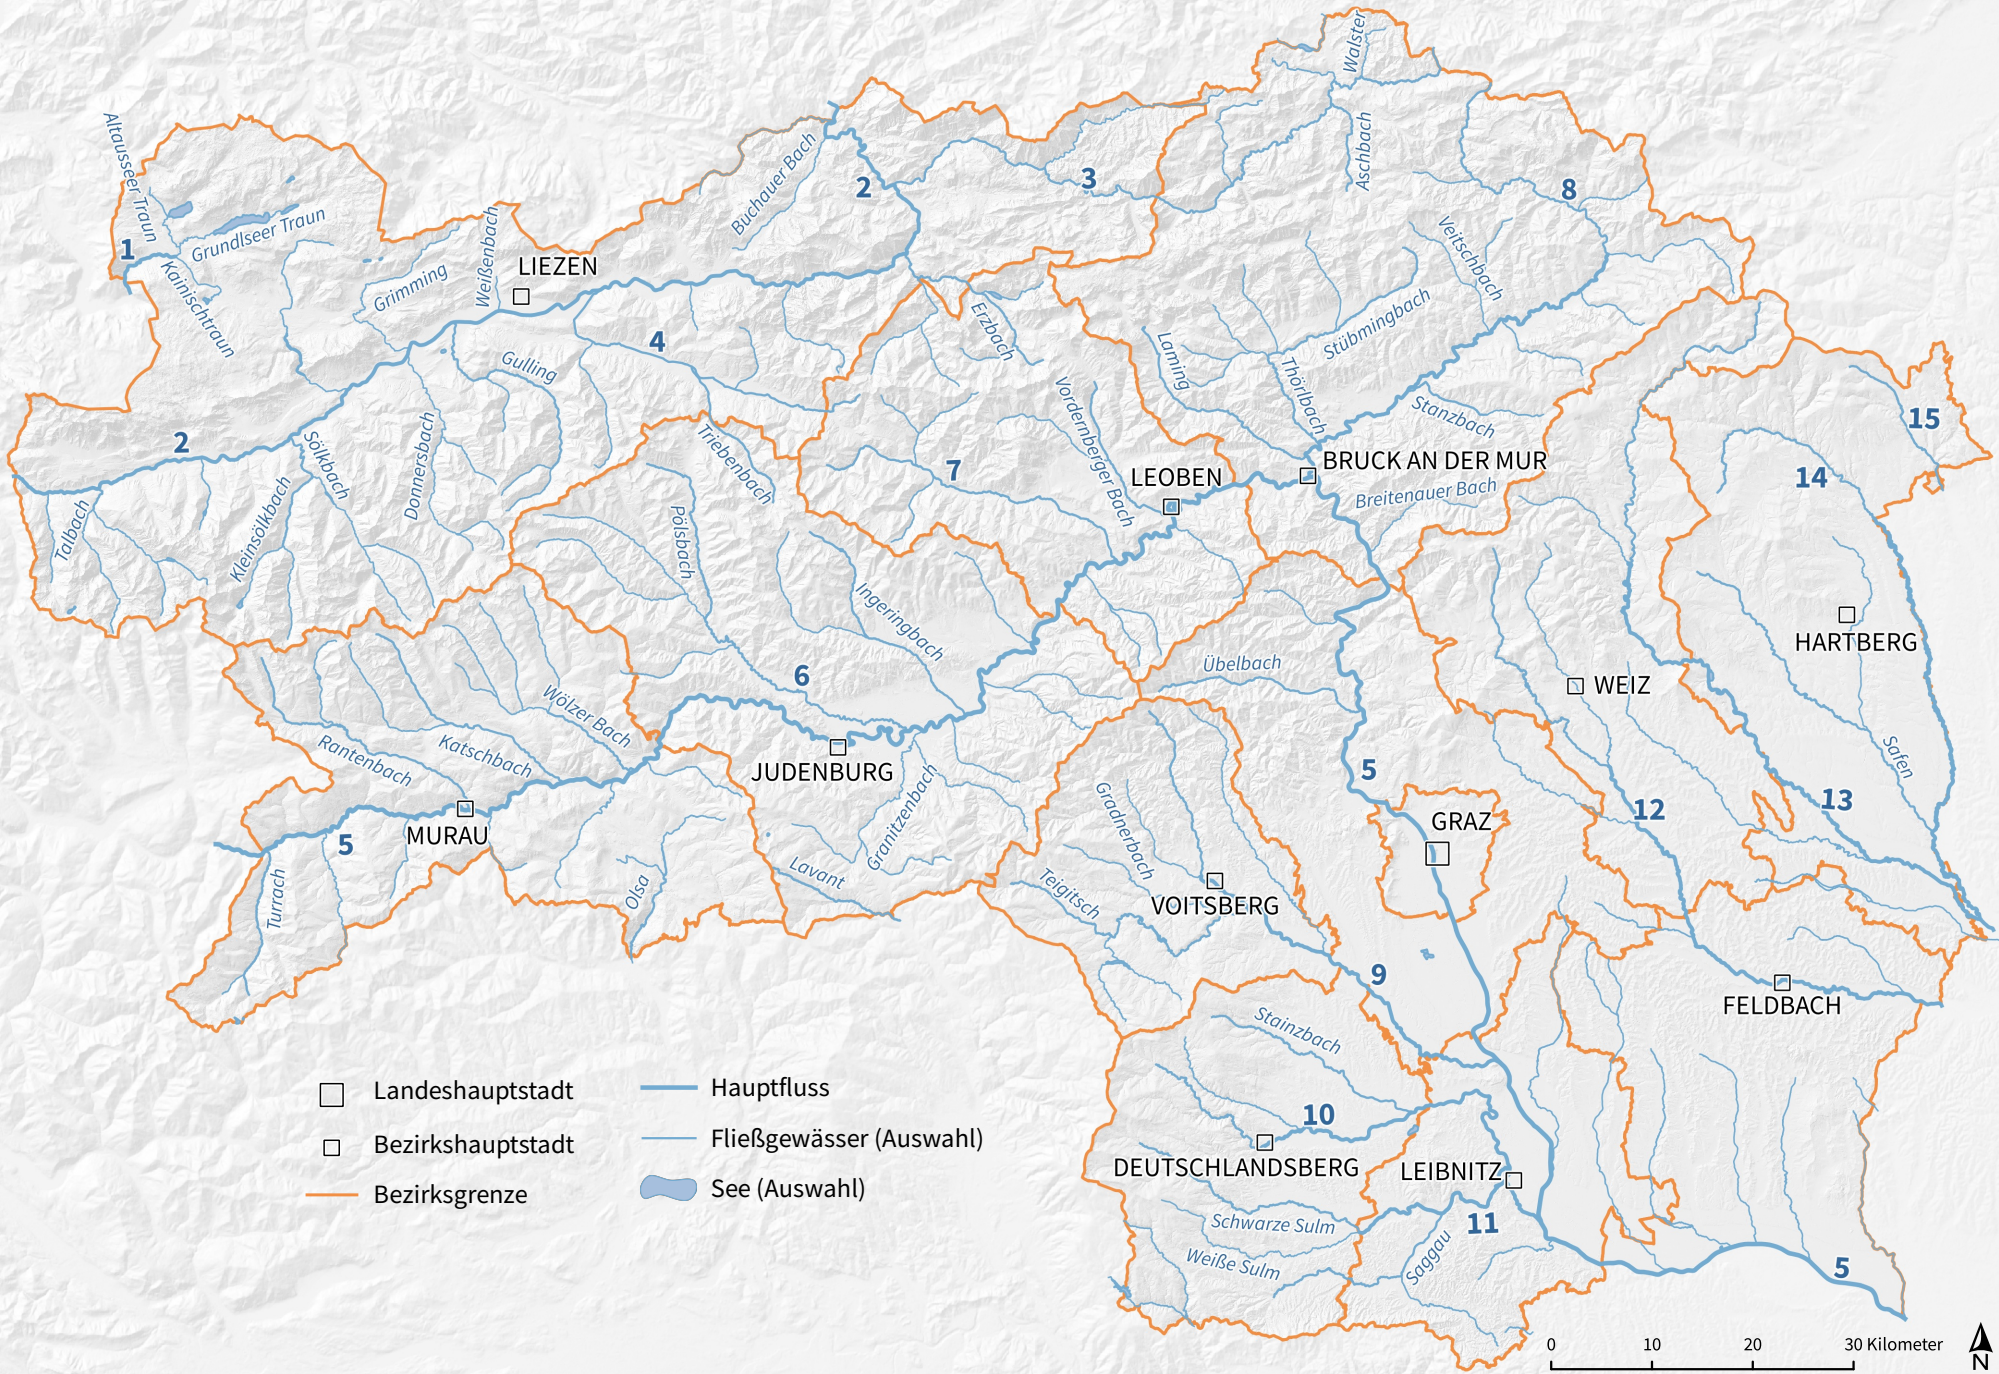 Walster
Altausseer Traun
Aschbach
Buchauer Bach
2
3
8
Grundlseer Traun
1
Kainischtraun
Grimming
Weißenbach
LIEZEN
Veitschbach
Erzbach
4
Gulling
Laming
Stübmingbach
Thörlbach
Vordernberger Bach
Stanzbach
15
2
Sölkbach
Donnersbach
Triebenbach
7
LEOBEN
BRUCK AN DER MUR
14
Breitenauer Bach
Talbach
Kleinsölkbach
Pölsbach
Ingeringbach
HARTBERG
Übelbach
6
WEIZ
Wölzer Bach
Rantenbach
Katschbach
JUDENBURG
5
Safen
13
12
Gradnerbach
Granitzenbach
GRAZ
MURAU
5
Turrach
Olsa
Lavant
Teigitsch
VOITSBERG
9
FELDBACH
Stainzbach
10
DEUTSCHLANDSBERG
LEIBNITZ
Schwarze Sulm
11
Weiße Sulm
Saggau
5
Landeshauptstadt
Bezirkshauptstadt
Bezirksgrenze
Hauptfluss
Fließgewässer (Auswahl)
See (Auswahl)
0 10 20 30 Kilometer
N